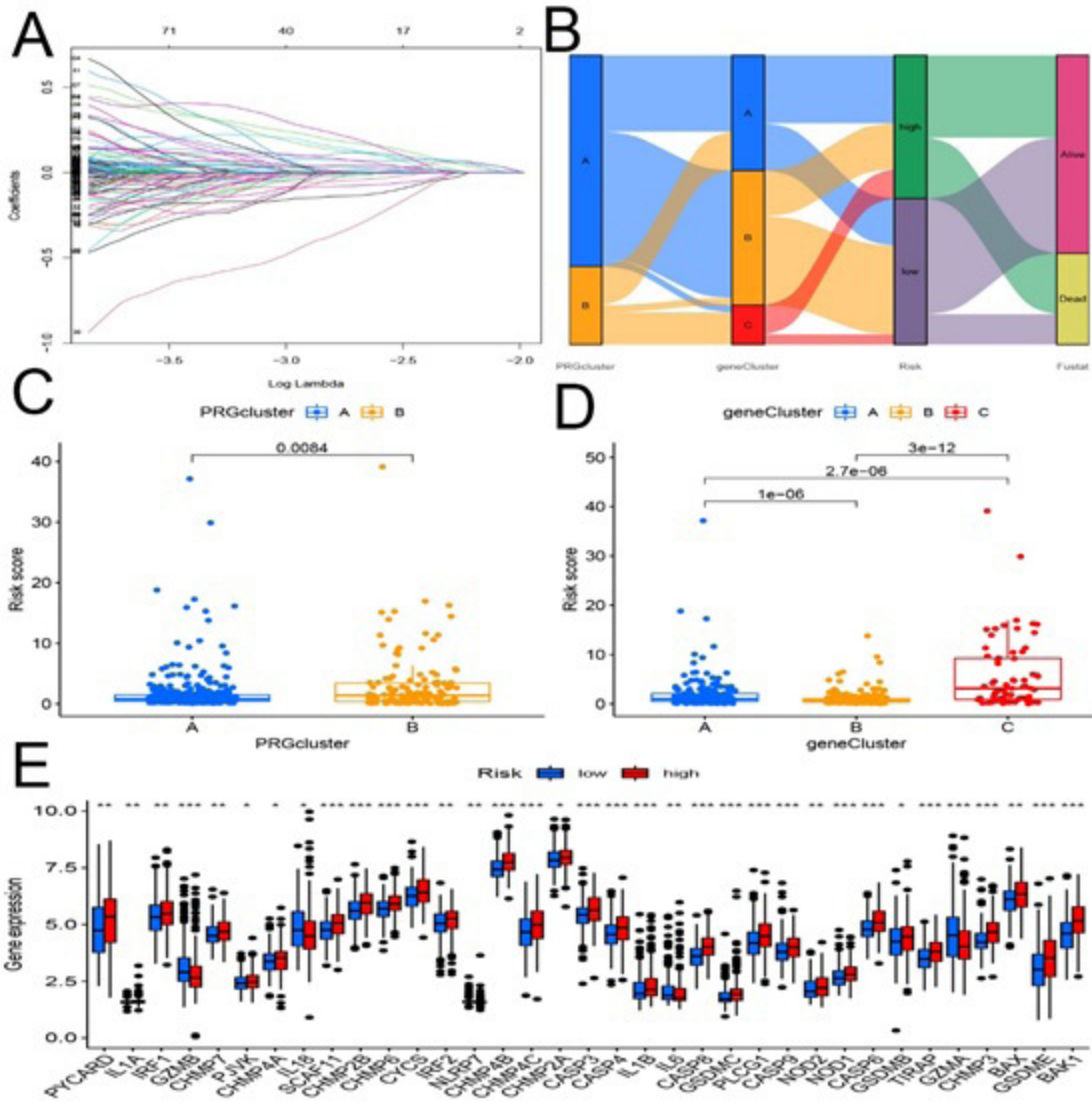 A
71 40 17 2
0.5
0.0
−0.5
−1.0
Coefficients
−3.5 −3.0 −2.5 −2.0
Log Lambda
B
A
B
A
B
C
high
low
Alive
Dead
PRGcluster geneCluster Risk Fustat
C
PRGcluster A B
0.0084
40
30
20
10
0
Risk score
A B
PRGcluster
D
geneCluster A B C
3e−12
2.7e−06
1e−06
50
40
30
20
10
0
Risk score
A B C
geneCluster
E
Risk low high
10.0
7.5
5.0
2.5
0.0
Gene expression
PYCARD IL1A IRF1 GZMB CHMP7 PJVK CHMP4A IL18 SCAF11 CHMP2B CHMP6 CYCS IRF2 NLRP7 CHMP4B CHMP4C CHMP2A CASP3 CASP4 IL1B IL6 CASP8 GSDMC PLCG1 CASP9 NOD2 NOD1 CASP6 GSDMB TIRAP GZMA CHMP3 BAX GSDME BAK1